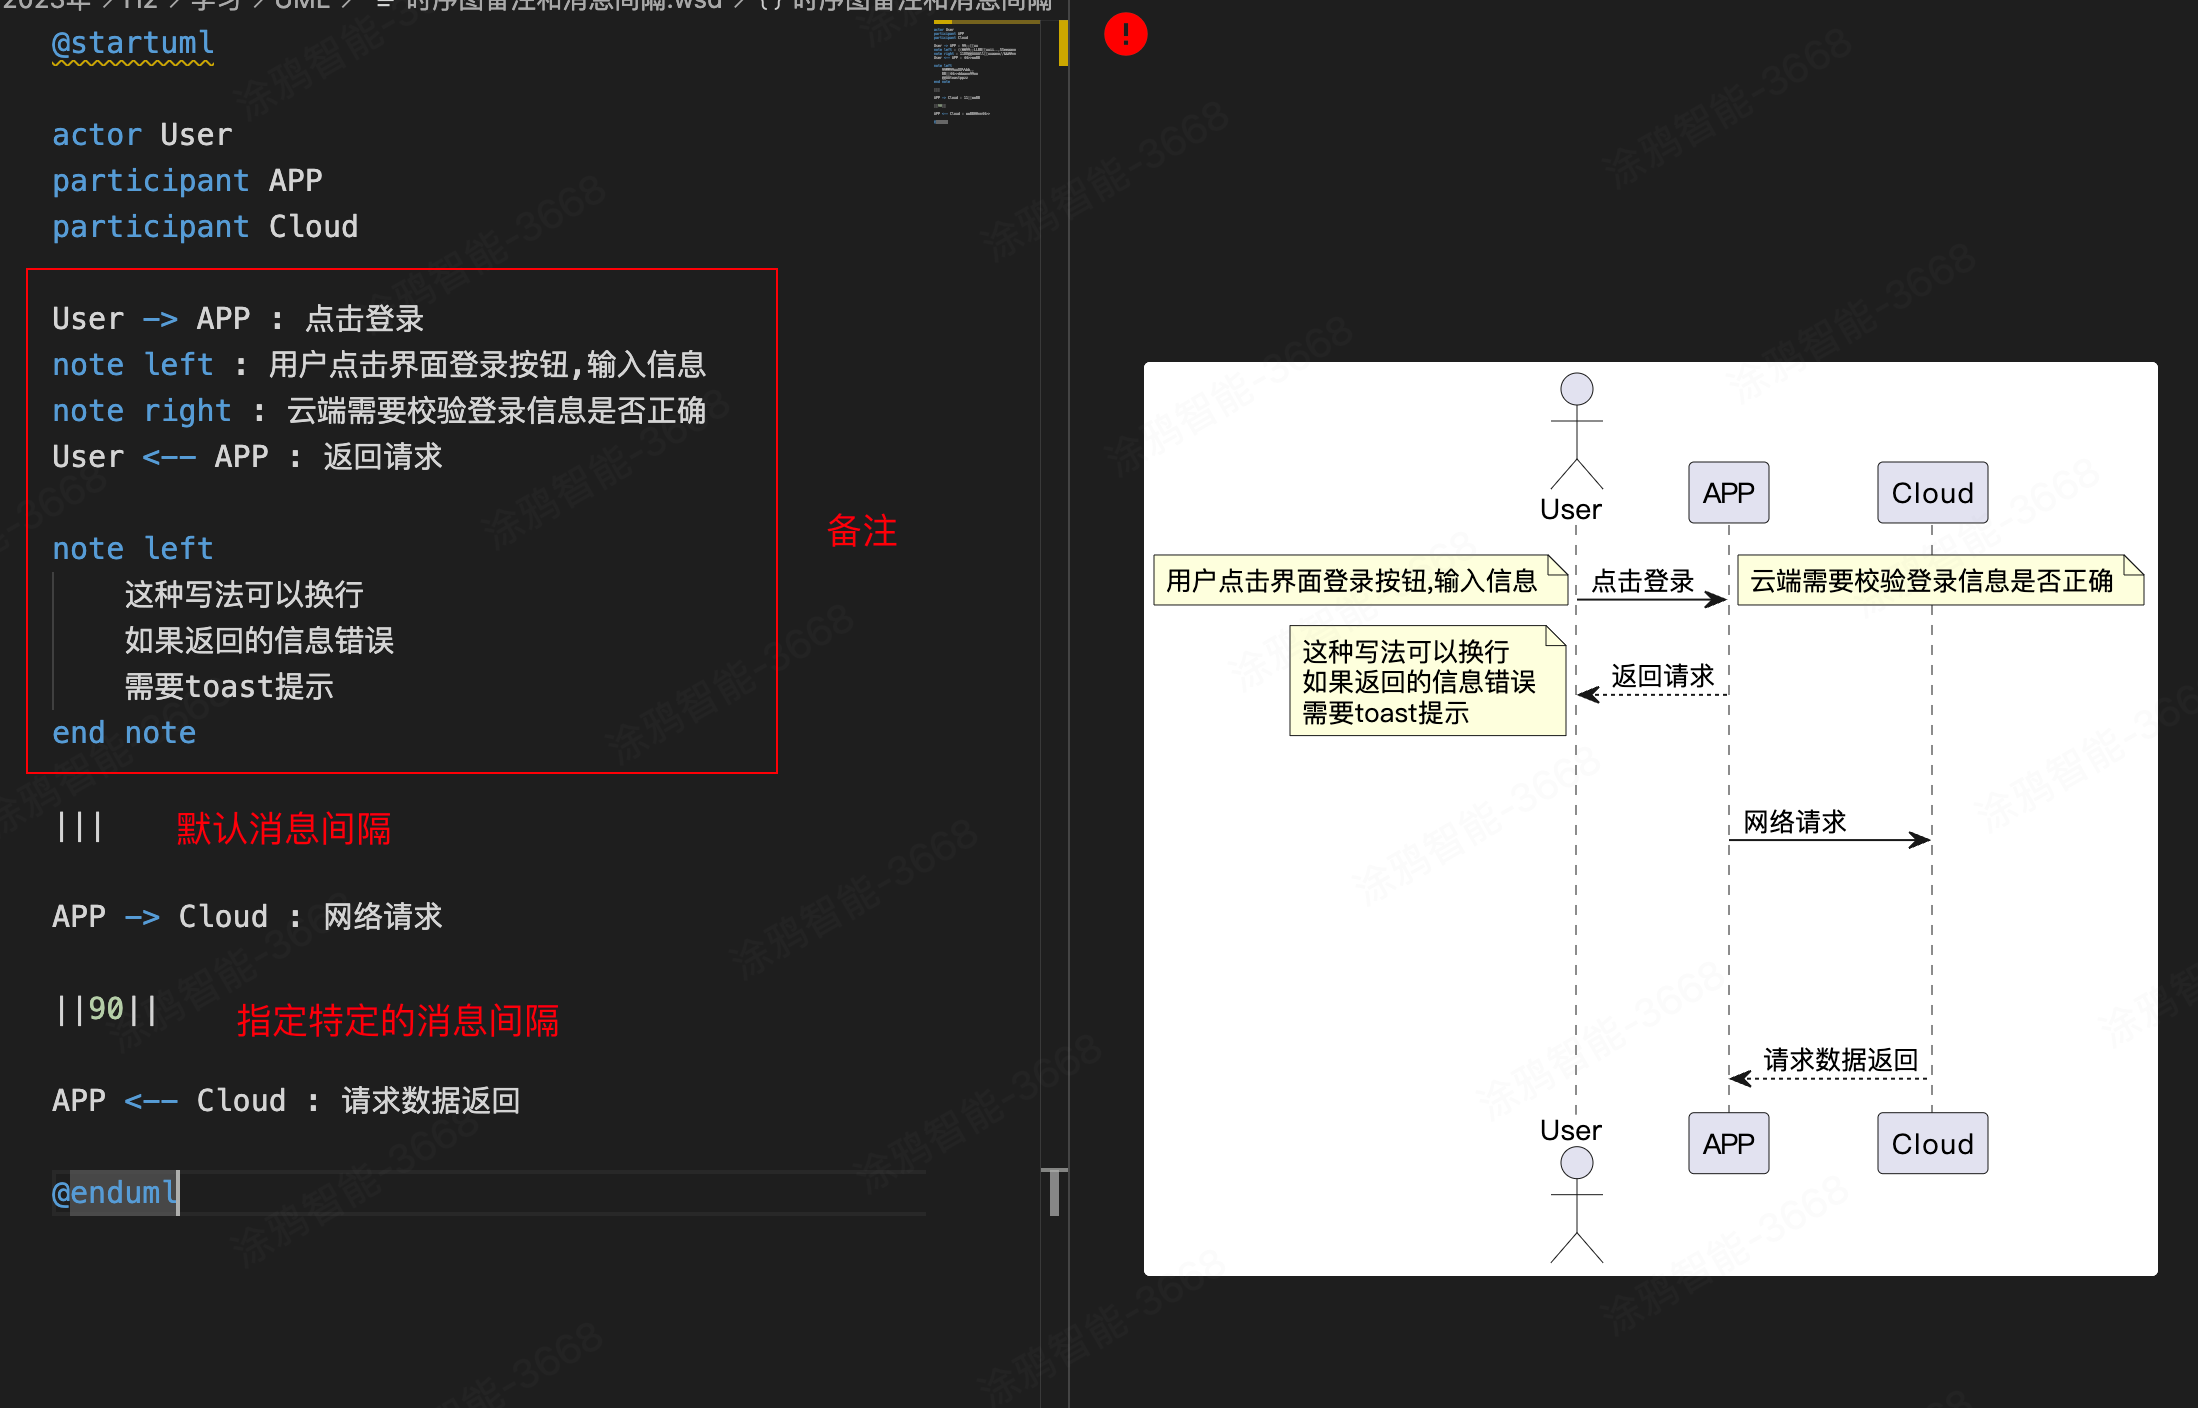 2023年 > H2 > 学习 > UML > 时序图备注和消息间隔.wsd > {} 时序图备注和消息间隔
@startuml
actor User
participant APP
participant Cloud
User -> APP : 点击登录
note left : 用户点击界面登录按钮,输入信息
note right : 云端需要校验登录信息是否正确
User <-- APP : 返回请求
note left
这种写法可以换行
如果返回的信息错误
需要toast提示
end note
备注
||| 默认消息间隔
APP -> Cloud : 网络请求
||90|| 指定特定的消息间隔
APP <-- Cloud : 请求数据返回
@enduml
!
User
APP
Cloud
用户点击界面登录按钮,输入信息
点击登录
云端需要校验登录信息是否正确
这种写法可以换行
如果返回的信息错误
需要toast提示
返回请求
网络请求
请求数据返回
User
APP
Cloud
涂鸦智能-3668